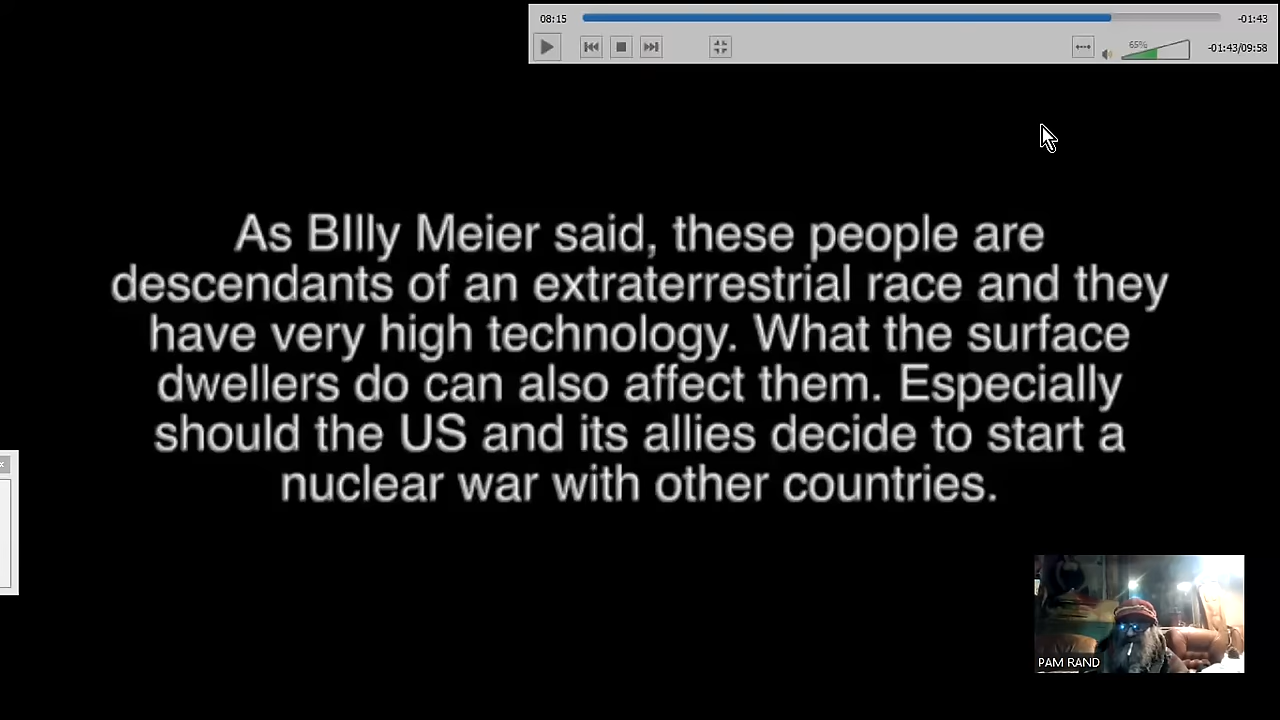 08:15
-01:43
65%
-01:43/09:58
As BIlly Meier said, these people are
descendants of an extraterrestrial race and they
have very high technology. What the surface
dwellers do can also affect them. Especially
should the US and its allies decide to start a
nuclear war with other countries.
PAM RAND